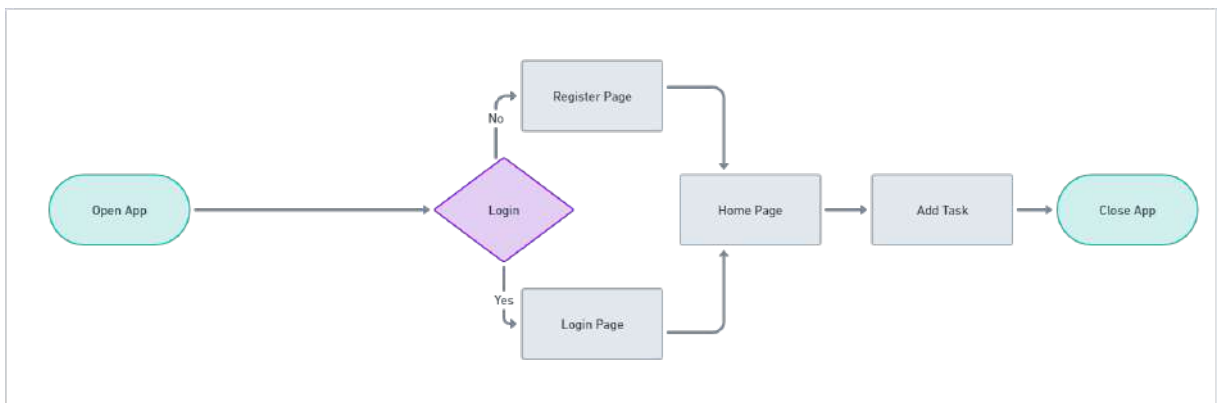 Open App
Login
No
Register Page
Yes
Login Page
Home Page
Add Task
Close App